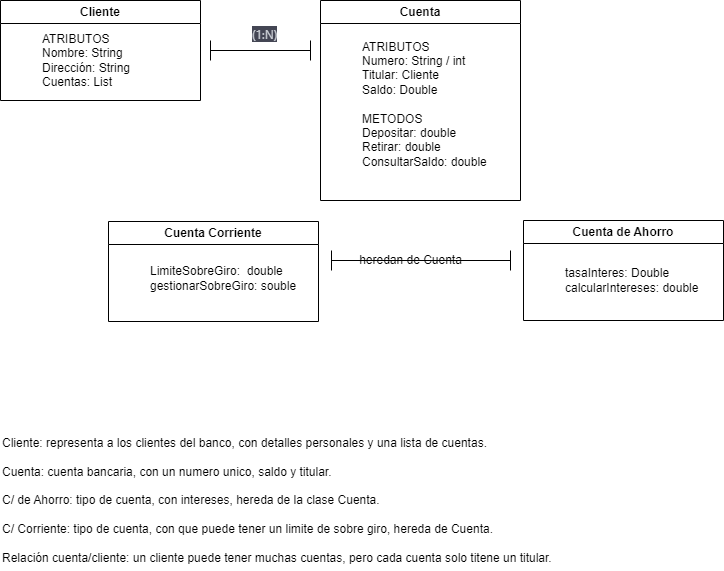 Cliente
ATRIBUTOS
Nombre: String
Dirección: String
Cuentas: List
(1:N)
Cuenta
ATRIBUTOS
Numero: String / int
Titular: Cliente
Saldo: Double
METODOS
Depositar: double
Retirar: double
ConsultarSaldo: double
Cuenta Corriente
LimiteSobreGiro: double
gestionarSobreGiro: souble
heredan de Cuenta
Cuenta de Ahorro
tasaInteres: Double
calcularIntereses: double
Cliente: representa a los clientes del banco, con detalles personales y una lista de cuentas.
Cuenta: cuenta bancaria, con un numero unico, saldo y titular.
C/ de Ahorro: tipo de cuenta, con intereses, hereda de la clase Cuenta.
C/ Corriente: tipo de cuenta, con que puede tener un limite de sobre giro, hereda de Cuenta.
Relación cuenta/cliente: un cliente puede tener muchas cuentas, pero cada cuenta solo titene un titular.